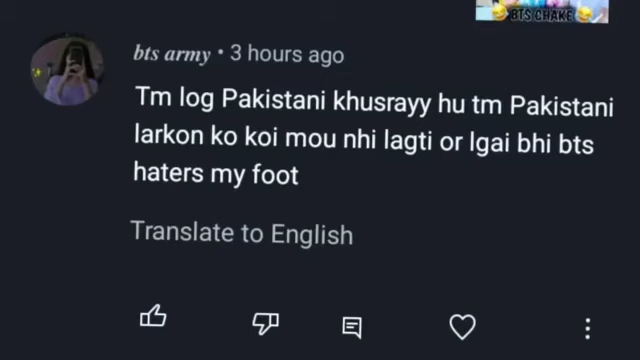 BTS CHAKE
bts army • 3 hours ago
Tm log Pakistani khusrayy hu tm Pakistani
larkon ko koi mou nhi lagti or lgai bhi bts
haters my foot
Translate to English